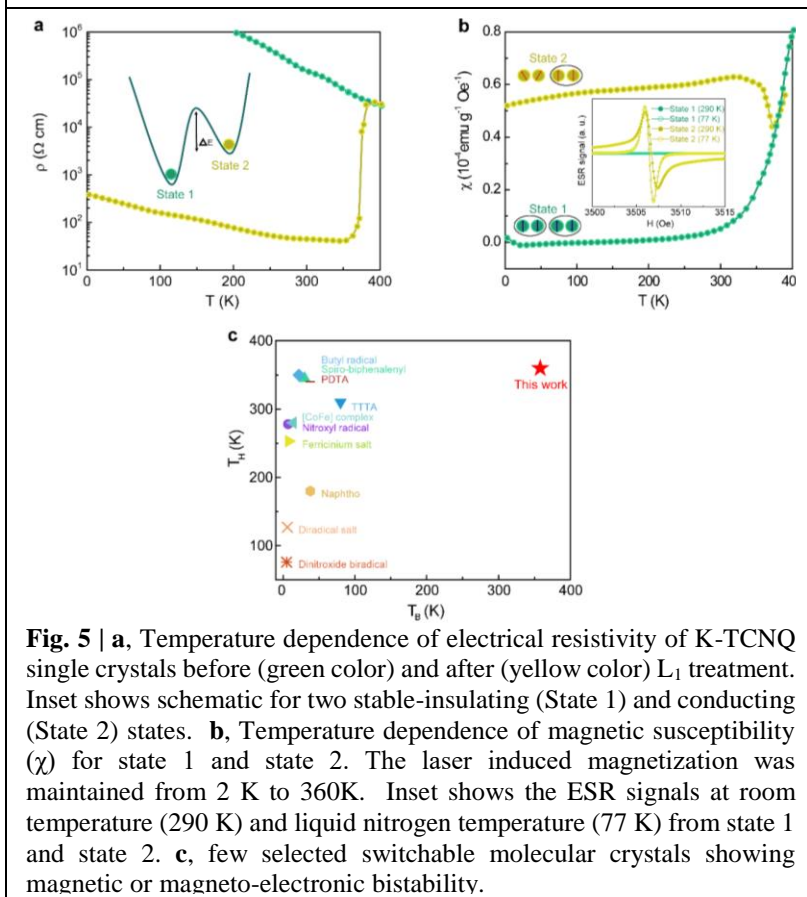 a
b
10⁶
10⁵
10⁴
10³
10²
10¹
ρ (Ω cm)
ΔE
State 1
State 2
0 100 200 300 400
T (K)
0.8
0.6
0.4
0.2
0.0
χ (10⁻⁴ emu g⁻¹ Oe⁻¹)
State 2
State 1 (290 K)
State 1 (77 K)
State 2 (290 K)
State 2 (77 K)
ESR signal (a. u.)
3500 3505 3510 3515
H (Oe)
State 1
0 100 200 300 40
T (K)
c
400
300
200
100
T_H (K)
Butyl radical
Spiro-biphenalenyl
PDTA
This work
TTTA
[CoFe] complex
Nitroxyl radical
Ferricinium salt
Naphtho
Diradical salt
Dinitroxide biradical
0 100 200 300 400
T_B (K)
Fig. 5 | a, Temperature dependence of electrical resistivity of K-TCNQ
single crystals before (green color) and after (yellow color) L₁ treatment.
Inset shows schematic for two stable-insulating (State 1) and conducting
(State 2) states. b, Temperature dependence of magnetic susceptibility
(χ) for state 1 and state 2. The laser induced magnetization was
maintained from 2 K to 360K. Inset shows the ESR signals at room
temperature (290 K) and liquid nitrogen temperature (77 K) from state 1
and state 2. c, few selected switchable molecular crystals showing
magnetic or magneto-electronic bistability.